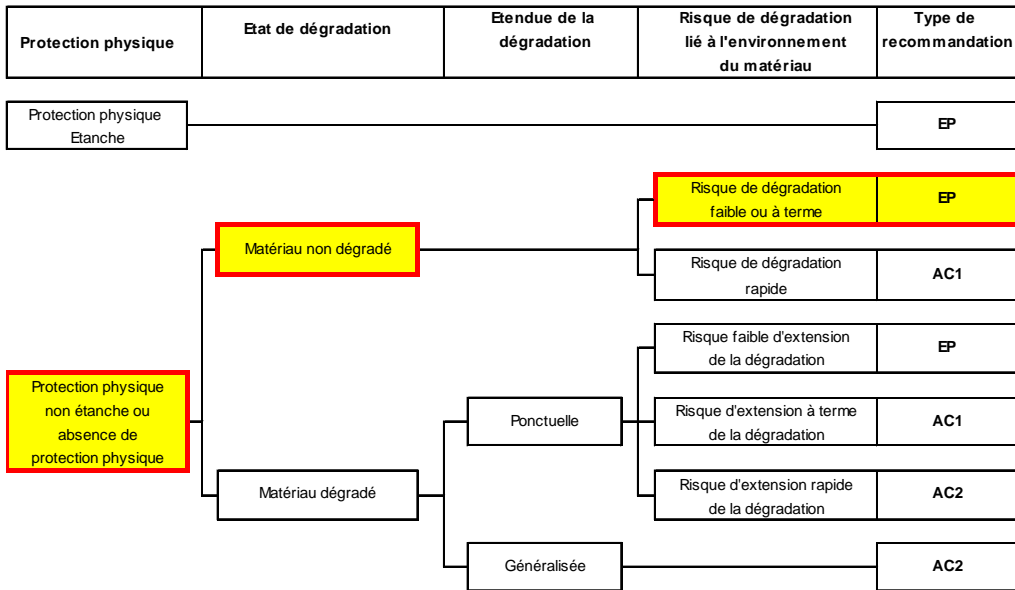 Protection physique
Etat de dégradation
Etendue de la
dégradation
Risque de dégradation
lié à l'environnement
du matériau
Type de
recommandation
Protection physique
Etanche
EP
Risque de dégradation
faible ou à terme
EP
Matériau non dégradé
Risque de dégradation
rapide
AC1
Risque faible d'extension
de la dégradation
EP
Protection physique
non étanche ou
absence de
protection physique
Ponctuelle
Risque d'extension à terme
de la dégradation
AC1
Matériau dégradé
Risque d'extension rapide
de la dégradation
AC2
Généralisée
AC2